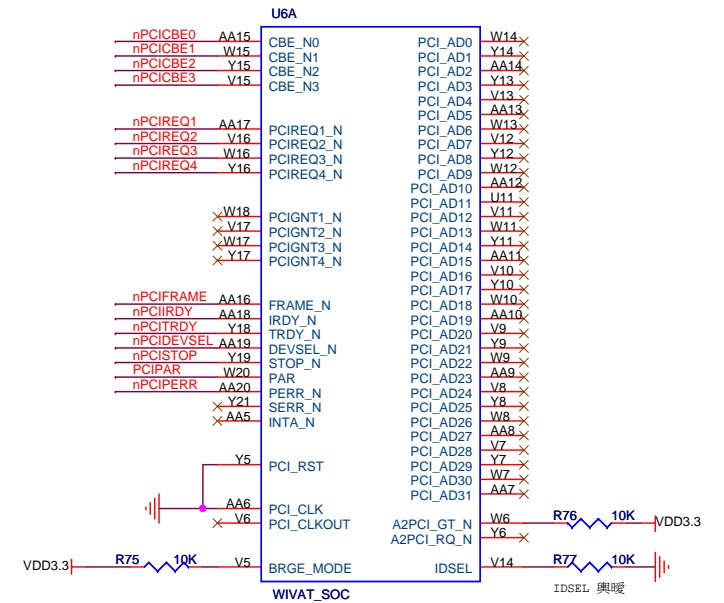 U6A
nPCICBE0 AA15 CBE_N0 PCI_AD0 W14
nPCICBE1 W15 CBE_N1 PCI_AD1 Y14
nPCICBE2 Y15 CBE_N2 PCI_AD2 AA14
nPCICBE3 V15 CBE_N3 PCI_AD3 Y13
PCI_AD4 V13
PCI_AD5 AA13
nPCIREQ1 AA17 PCIREQ1_N PCI_AD6 W13
nPCIREQ2 V16 PCIREQ2_N PCI_AD7 V12
nPCIREQ3 W16 PCIREQ3_N PCI_AD8 Y12
nPCIREQ4 Y16 PCIREQ4_N PCI_AD9 W12
PCI_AD10 AA12
PCI_AD11 U11
W18 PCIGNT1_N PCI_AD12 V11
V17 PCIGNT2_N PCI_AD13 W11
W17 PCIGNT3_N PCI_AD14 Y11
Y17 PCIGNT4_N PCI_AD15 AA11
PCI_AD16 V10
PCI_AD17 Y10
nPCIFRAME AA16 FRAME_N PCI_AD18 W10
nPCIIRDY AA18 IRDY_N PCI_AD19 AA10
nPCITRDY Y18 TRDY_N PCI_AD20 V9
nPCIDEVSEL AA19 DEVSEL_N PCI_AD21 Y9
nPCISTOP Y19 STOP_N PCI_AD22 W9
PCIPAR W20 PAR PCI_AD23 AA9
nPCIPERR AA20 PERR_N PCI_AD24 V8
Y21 SERR_N PCI_AD25 Y8
AA5 INTA_N PCI_AD26 W8
PCI_AD27 AA8
PCI_AD28 V7
Y5 PCI_RST PCI_AD29 Y7
PCI_AD30 W7
PCI_AD31 AA7
AA6 PCI_CLK
V6 PCI_CLKOUT A2PCI_GT_N W6 R76 10K VDD3.3
A2PCI_RQ_N Y6
VDD3.3 R75 10K V5 BRGE_MODE IDSEL V14 R77 10K
IDSEL 輿曖
WIVAT_SOC